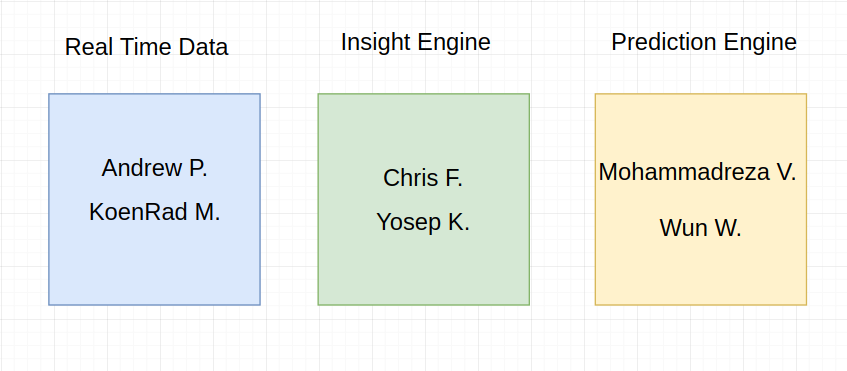 Real Time Data
Insight Engine
Prediction Engine
Andrew P.
KoenRad M.
Chris F.
Yosep K.
Mohammadreza V.
Wun W.